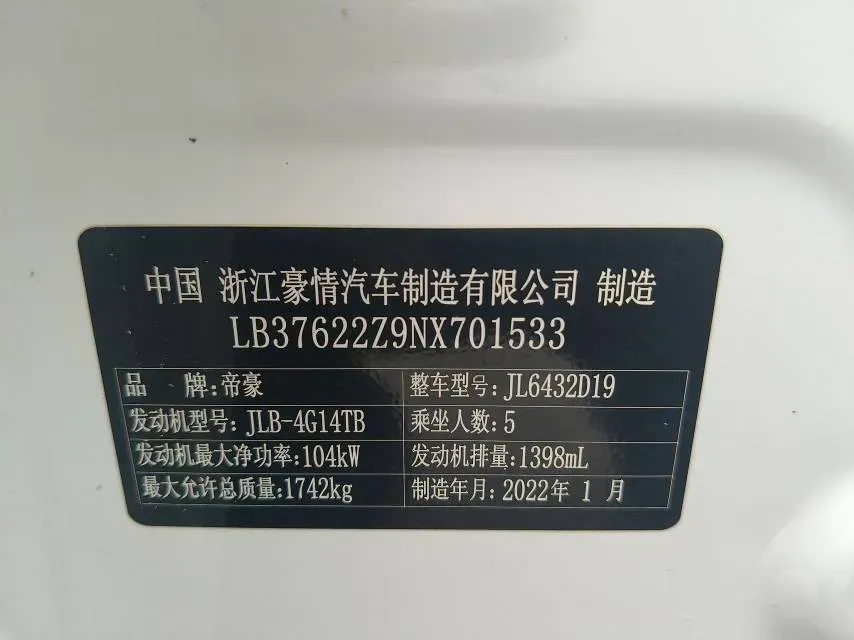 中国 浙江豪情汽车制造有限公司 制造
LB37622Z9NX701533
品 牌:帝豪 整车型号:JL6432D19
发动机型号:JLB-4G14TB 乘坐人数:5
发动机最大净功率:104kW 发动机排量:1398mL
最大允许总质量:1742kg 制造年月:2022年 1 月